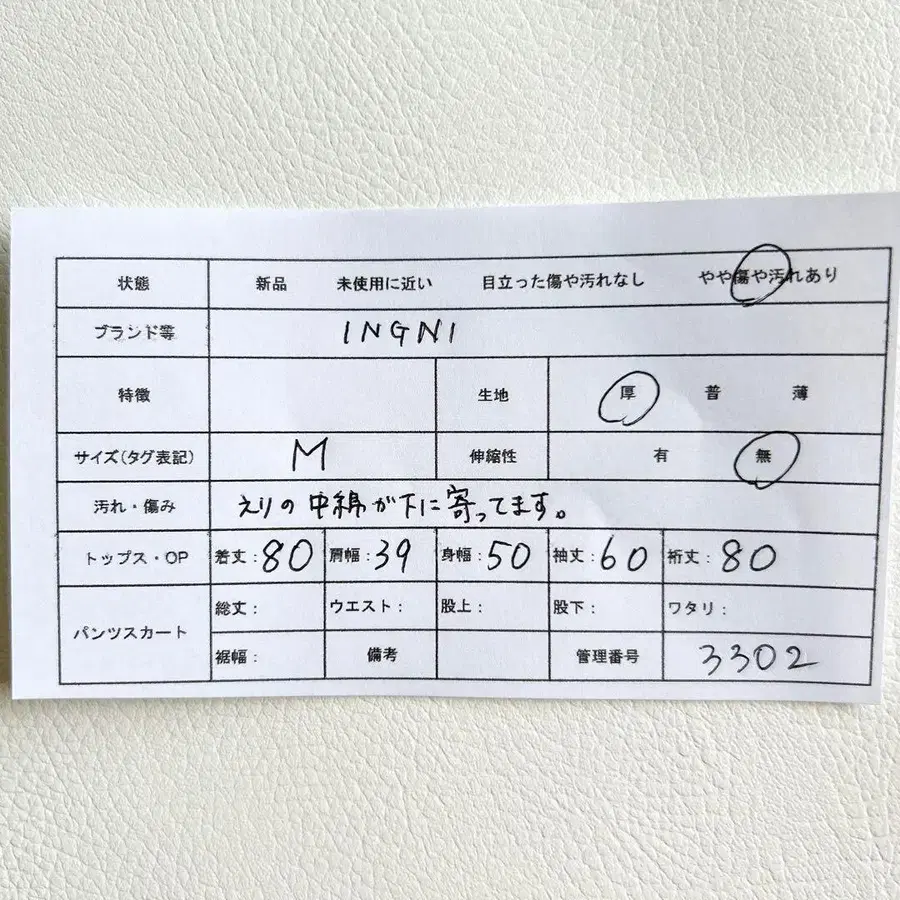 状態 新品 未使用に近い 目立った傷や汚れなし やや傷や汚れあり
ブランド等 INGNI
特徴 生地 厚 普 薄
サイズ(タグ表記) M 伸縮性 有 無
汚れ・傷み えりの中綿が下に寄ってます。
トップス・OP 着丈:80 肩幅:39 身幅:50 袖丈:60 裄丈:80
パンツスカート 総丈: ウエスト: 股上: 股下: ワタリ:
裾幅: 備考 管理番号 3302